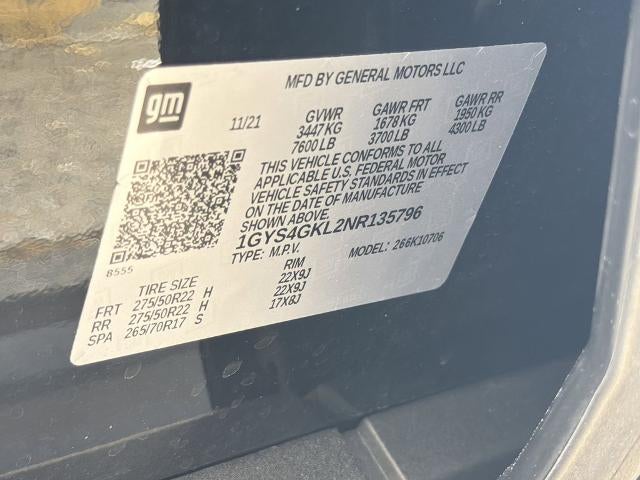 MFD BY GENERAL MOTORS LLC
gm
11/21
GVWR GAWR FRT GAWR RR
3447 KG 1678 KG 1950 KG
7600 LB 3700 LB 4300 LB
THIS VEHICLE CONFORMS TO ALL
APPLICABLE U.S. FEDERAL MOTOR
VEHICLE SAFETY STANDARDS IN EFFECT
ON THE DATE OF MANUFACTURE
SHOWN ABOVE.
1GYS4GKL2NR135796
TYPE: M.P.V. MODEL: 266K10706
8555
TIRE SIZE RIM
FRT 275/50R22 H 22X9J
RR 275/50R22 H 22X9J
SPA 265/70R17 S 17X8J